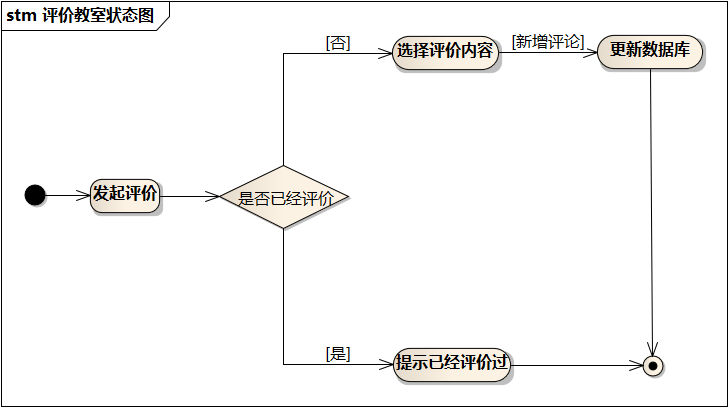 stm 评价教室状态图
[否]
选择评价内容
[新增评论]
更新数据库
发起评价
是否已经评价
[是]
提示已经评价过